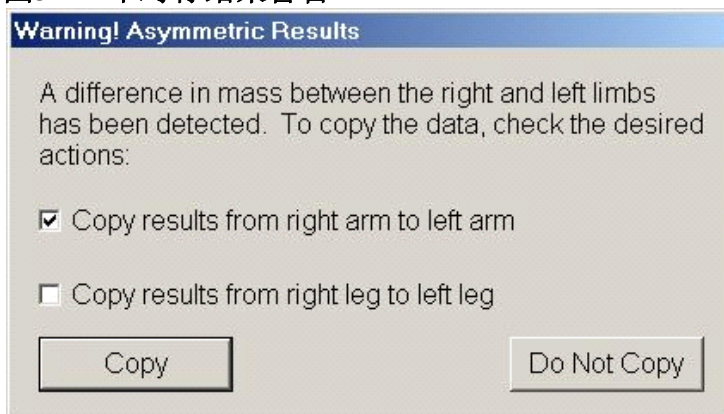 Warning! Asymmetric Results
A difference in mass between the right and left limbs
has been detected. To copy the data, check the desired
actions:
Copy results from right arm to left arm
Copy results from right leg to left leg
Copy
Do Not Copy